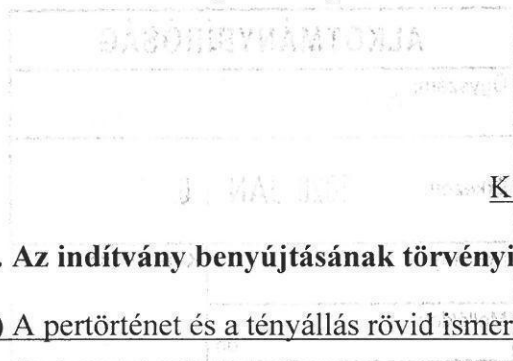 ALKOTMÁNYBÍRÓSÁG
K
. Az indítvány benyújtásának törvényi
) A pertörténet és a tényállás rövid ismer